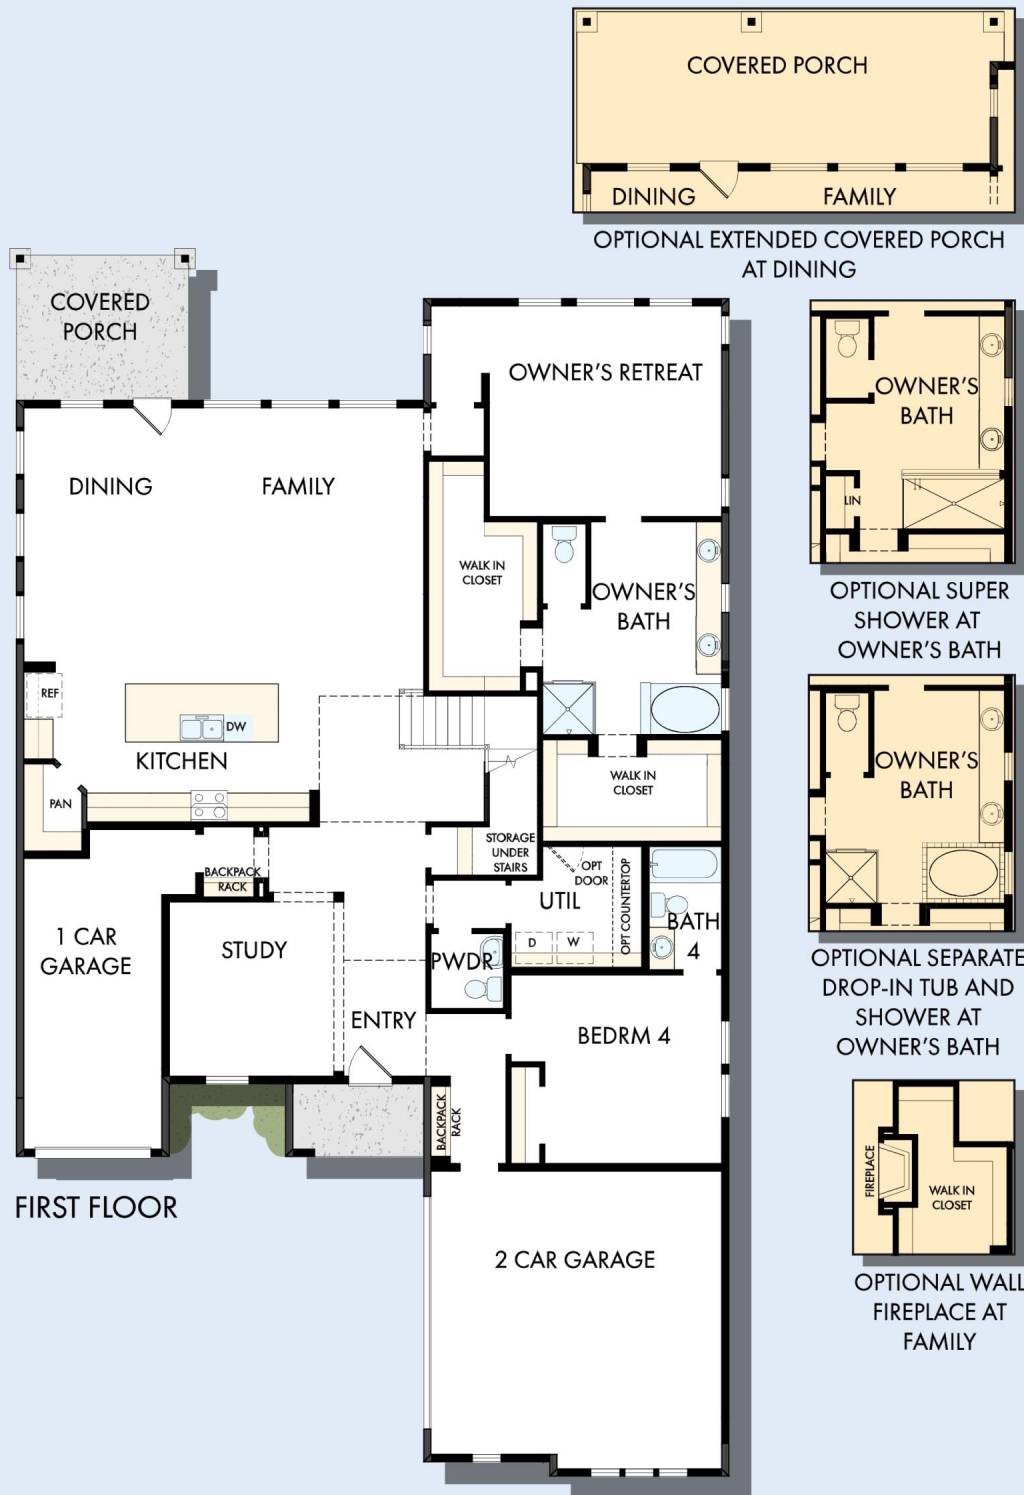 COVERED PORCH
DINING
FAMILY
OPTIONAL EXTENDED COVERED PORCH
AT DINING
COVERED
PORCH
OWNER'S RETREAT
DINING
FAMILY
WALK IN
CLOSET
OWNER'S
BATH
REF
DW
KITCHEN
PAN
WALK IN
CLOSET
STORAGE
UNDER
STAIRS
BACKPACK
RACK
OPT
DOOR
UTIL
OPT COUNTERTOP
D
W
BATH
4
1 CAR
GARAGE
STUDY
PWDR
ENTRY
BEDRM 4
BACKPACK
RACK
FIRST FLOOR
2 CAR GARAGE
OWNER'S
BATH
LIN
OPTIONAL SUPER
SHOWER AT
OWNER'S BATH
OWNER'S
BATH
OPTIONAL SEPARATE
DROP-IN TUB AND
SHOWER AT
OWNER'S BATH
FIREPLACE
WALK IN
CLOSET
OPTIONAL WALL
FIREPLACE AT
FAMILY